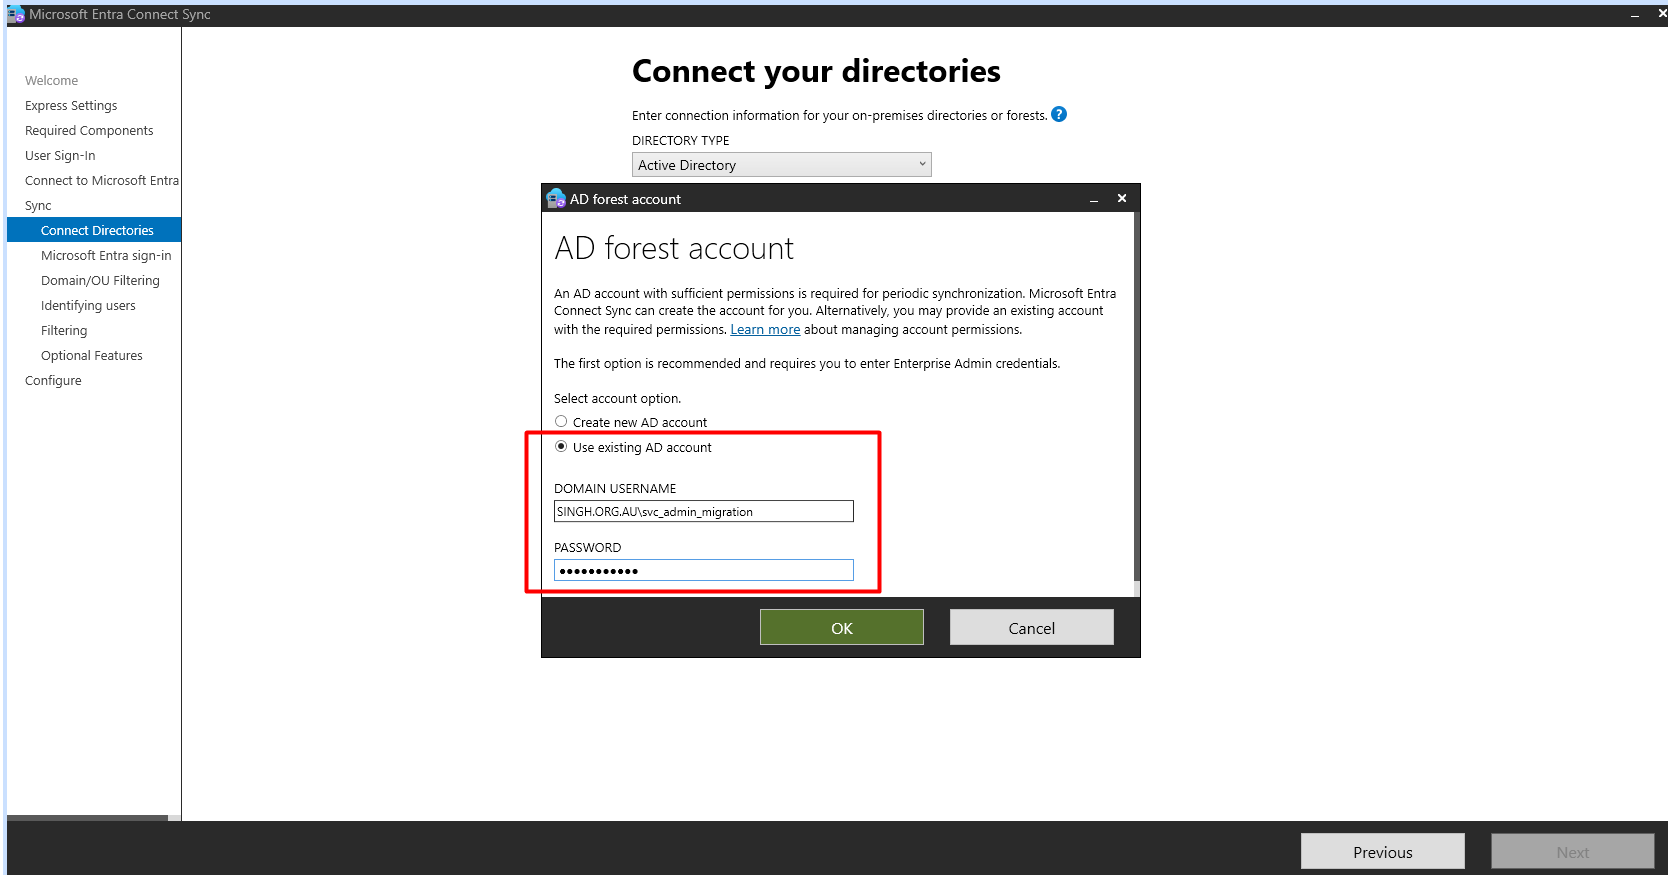 Microsoft Entra Connect Sync
Welcome
Express Settings
Required Components
User Sign-In
Connect to Microsoft Entra
Sync
Connect Directories
Microsoft Entra sign-in
Domain/OU Filtering
Identifying users
Filtering
Optional Features
Configure
Connect your directories
Enter connection information for your on-premises directories or forests. ?
DIRECTORY TYPE
Active Directory
AD forest account
AD forest account
An AD account with sufficient permissions is required for periodic synchronization. Microsoft Entra
Connect Sync can create the account for you. Alternatively, you may provide an existing account
with the required permissions. Learn more about managing account permissions.
The first option is recommended and requires you to enter Enterprise Admin credentials.
Select account option.
Create new AD account
Use existing AD account
DOMAIN USERNAME
SINGH.ORG.AU\svc_admin_migration
PASSWORD
●●●●●●●●●●●
OK
Cancel
Previous
Next